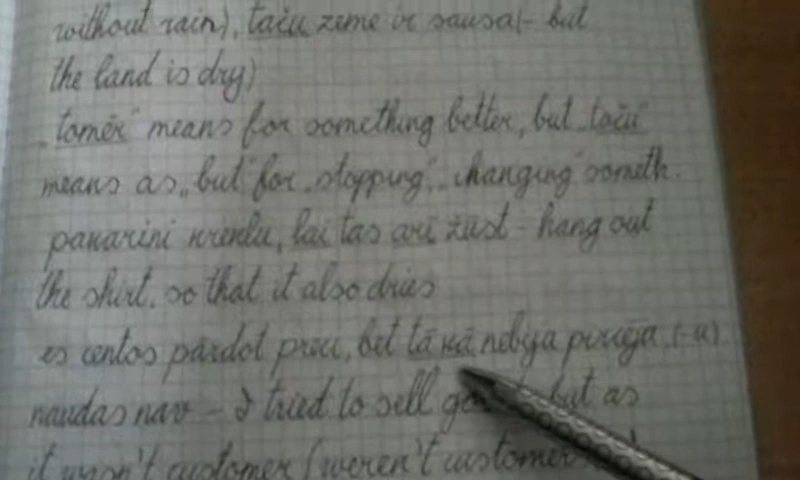 without rain), taču zeme ir sausa(- but
the land is dry)
„tomēr" means for something better, but „taču"
means as „but" for „stopping", „changing" someth.
pakarini kreklu, lai tas arī žūst - hang out
the shirt, so that it also dries
es centos pārdot preci, bet tā kā nebija pircēja (-u)
naudas nav - I tried to sell but as
it wasn't customer (weren't customer